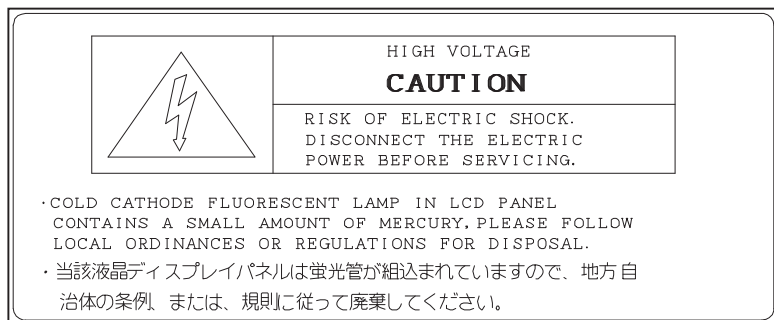 HIGH VOLTAGE
CAUTION
RISK OF ELECTRIC SHOCK.
DISCONNECT THE ELECTRIC
POWER BEFORE SERVICING.
・COLD CATHODE FLUORESCENT LAMP IN LCD PANEL
CONTAINS A SMALL AMOUNT OF MERCURY, PLEASE FOLLOW
LOCAL ORDINANCES OR REGULATIONS FOR DISPOSAL.
・当該液晶ディスプレイパネルは蛍光管が組込まれていますので、地方自
治体の条例、または、規則に従って廃棄してください。